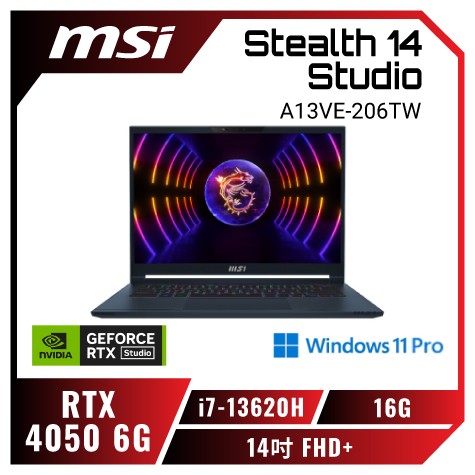 msi
Stealth 14
Studio
A13VE-206TW
msi
NVIDIA
GEFORCE
RTX Studio
Windows 11 Pro
RTX
4050 6G
i7-13620H
16G
14吋 FHD+